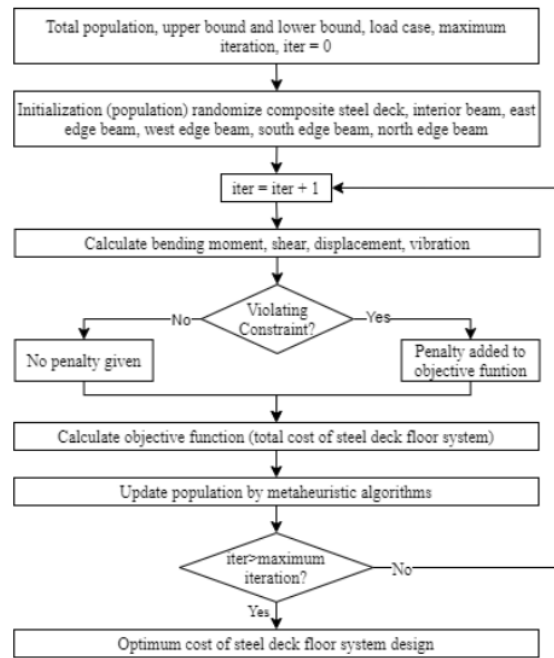 Total population, upper bound and lower bound, load case, maximum
iteration, iter = 0
Initialization (population) randomize composite steel deck, interior beam, east
edge beam, west edge beam, south edge beam, north edge beam
iter = iter + 1
Calculate bending moment, shear, displacement, vibration
Violating
Constraint?
No
Yes
No penalty given
Penalty added to
objective funtion
Calculate objective function (total cost of steel deck floor system)
Update population by metaheuristic algorithms
iter>maximum
iteration?
No
Yes
Optimum cost of steel deck floor system design